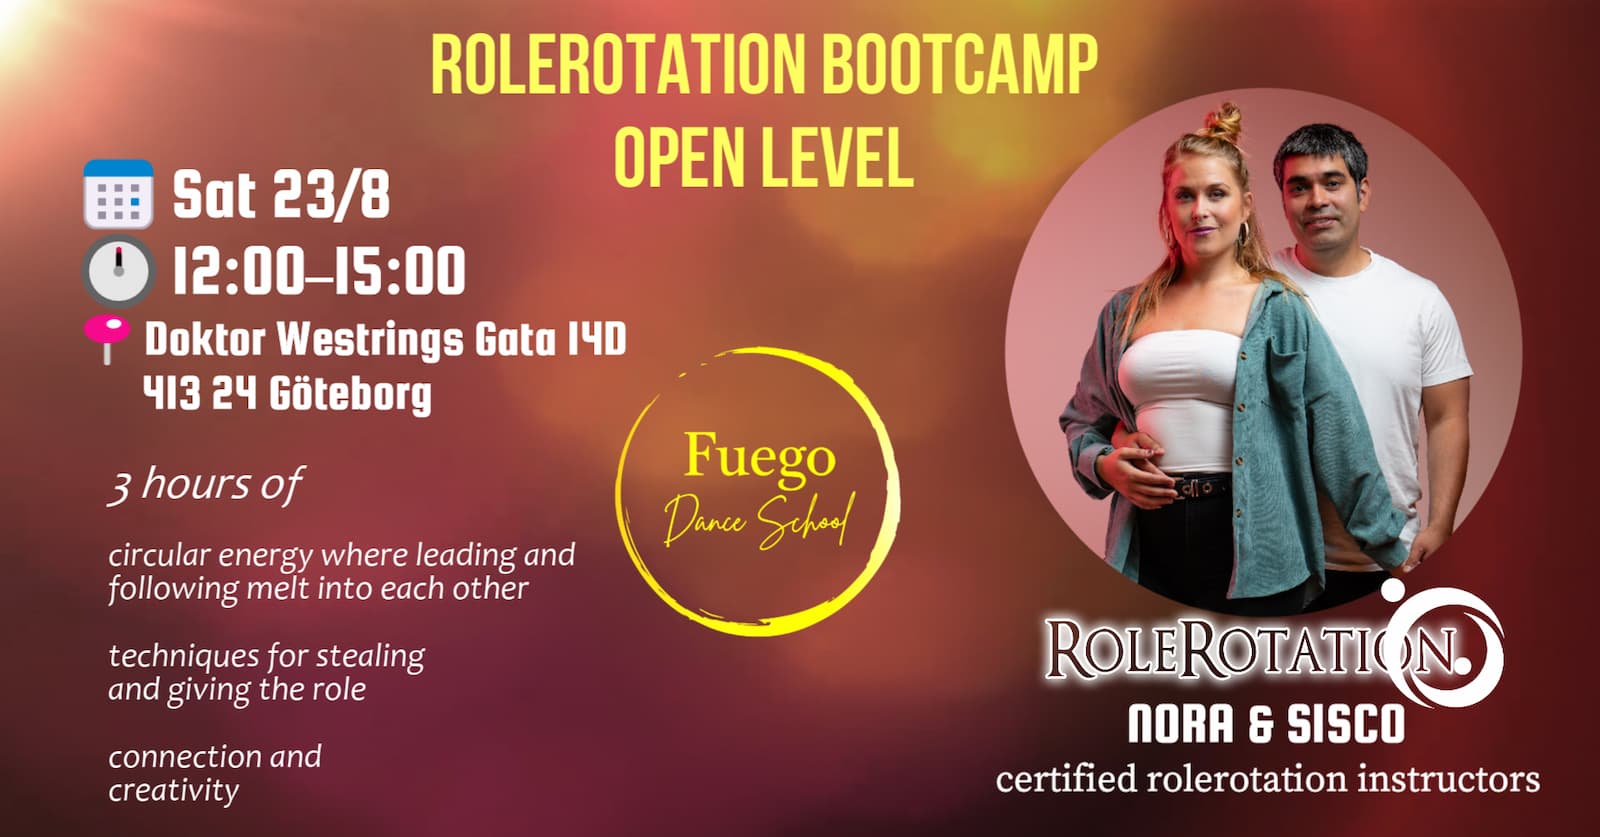 ROLEROTATION BOOTCAMP
OPEN LEVEL
Sat 23/8
12:00–15:00
Doktor Westrings Gata 14D
413 24 Göteborg
3 hours of
circular energy where leading and
following melt into each other
techniques for stealing
and giving the role
connection and
creativity
Fuego
Dance School
ROLEROTATION
NORA & SISCO
certified rolerotation instructors